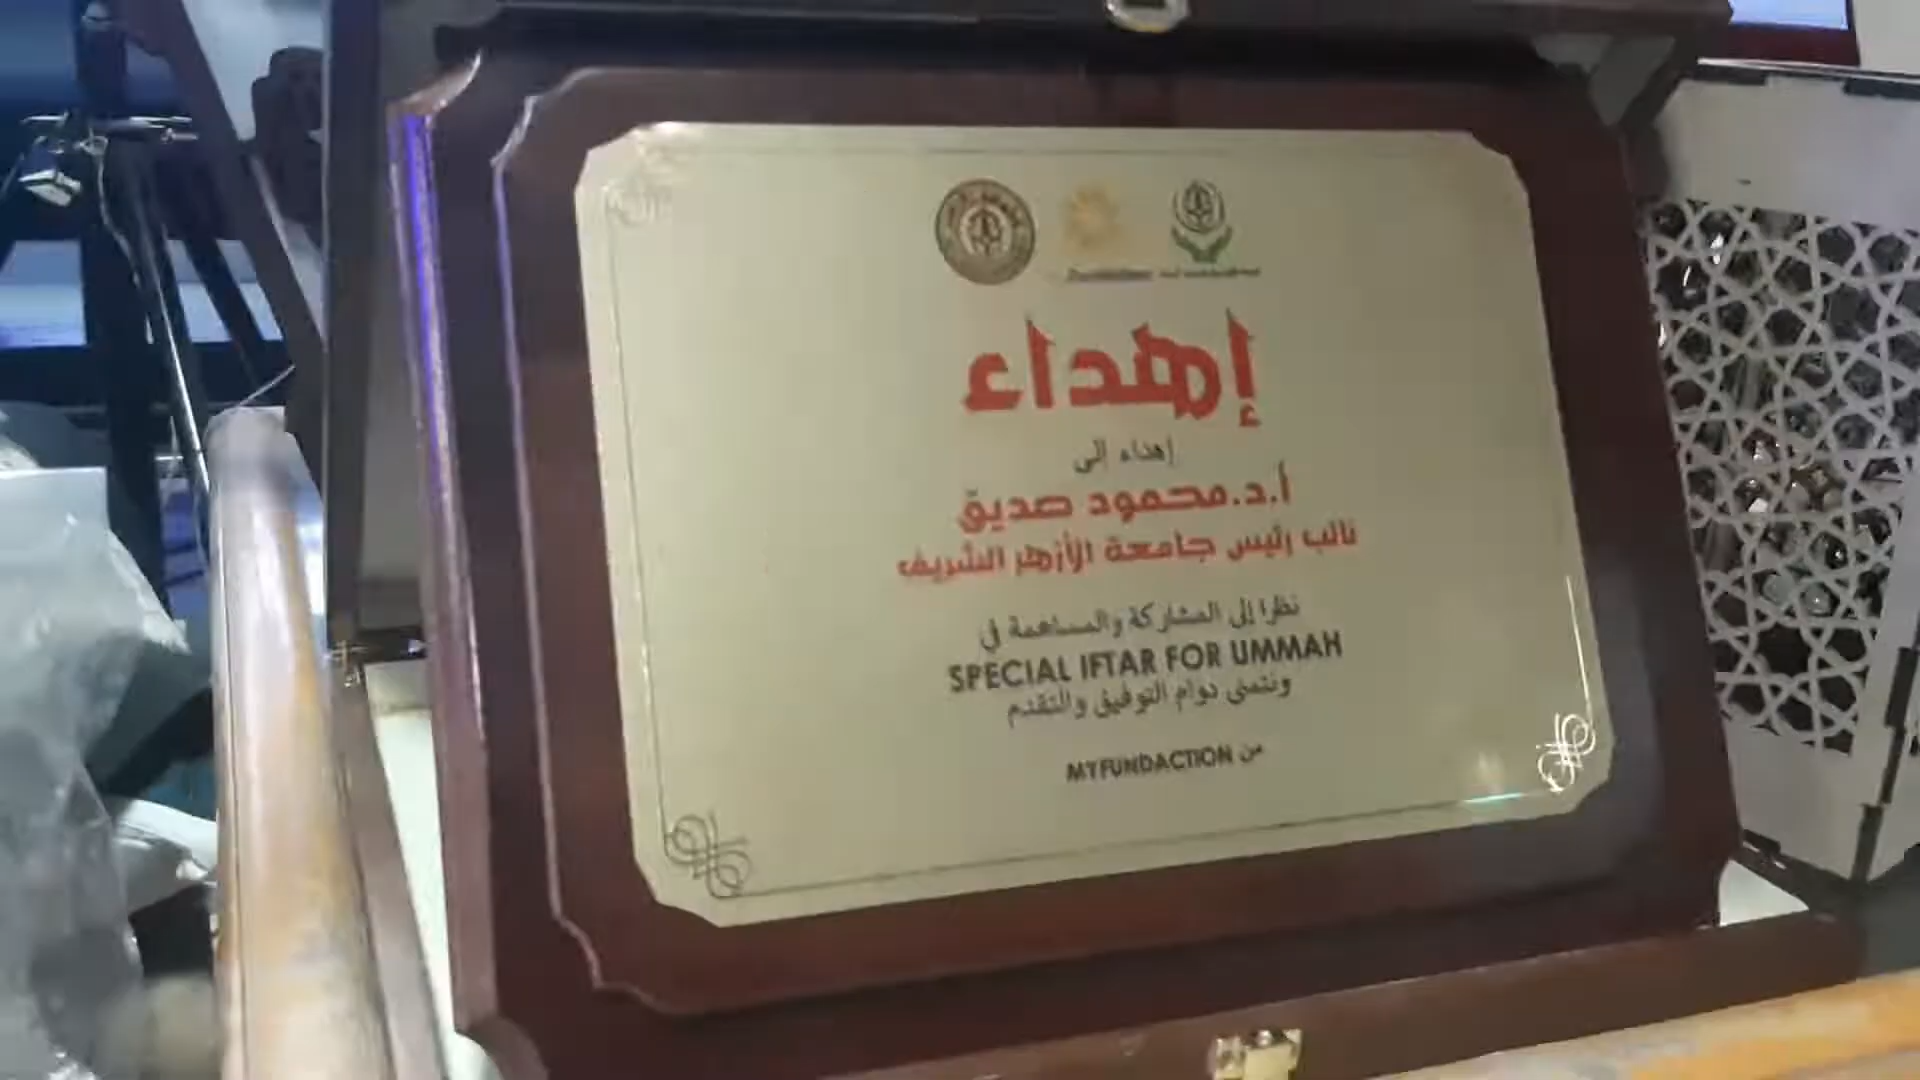 إهداء
إهداء إلى
أ.د.محمود صديق
نائب رئيس جامعة الأزهر الشريف
نظرا إلى المشاركة والمساهمة في
SPECIAL IFTAR FOR UMMAH
ونتمنى دوام التوفيق والتقدم
من MYFUNDACTION